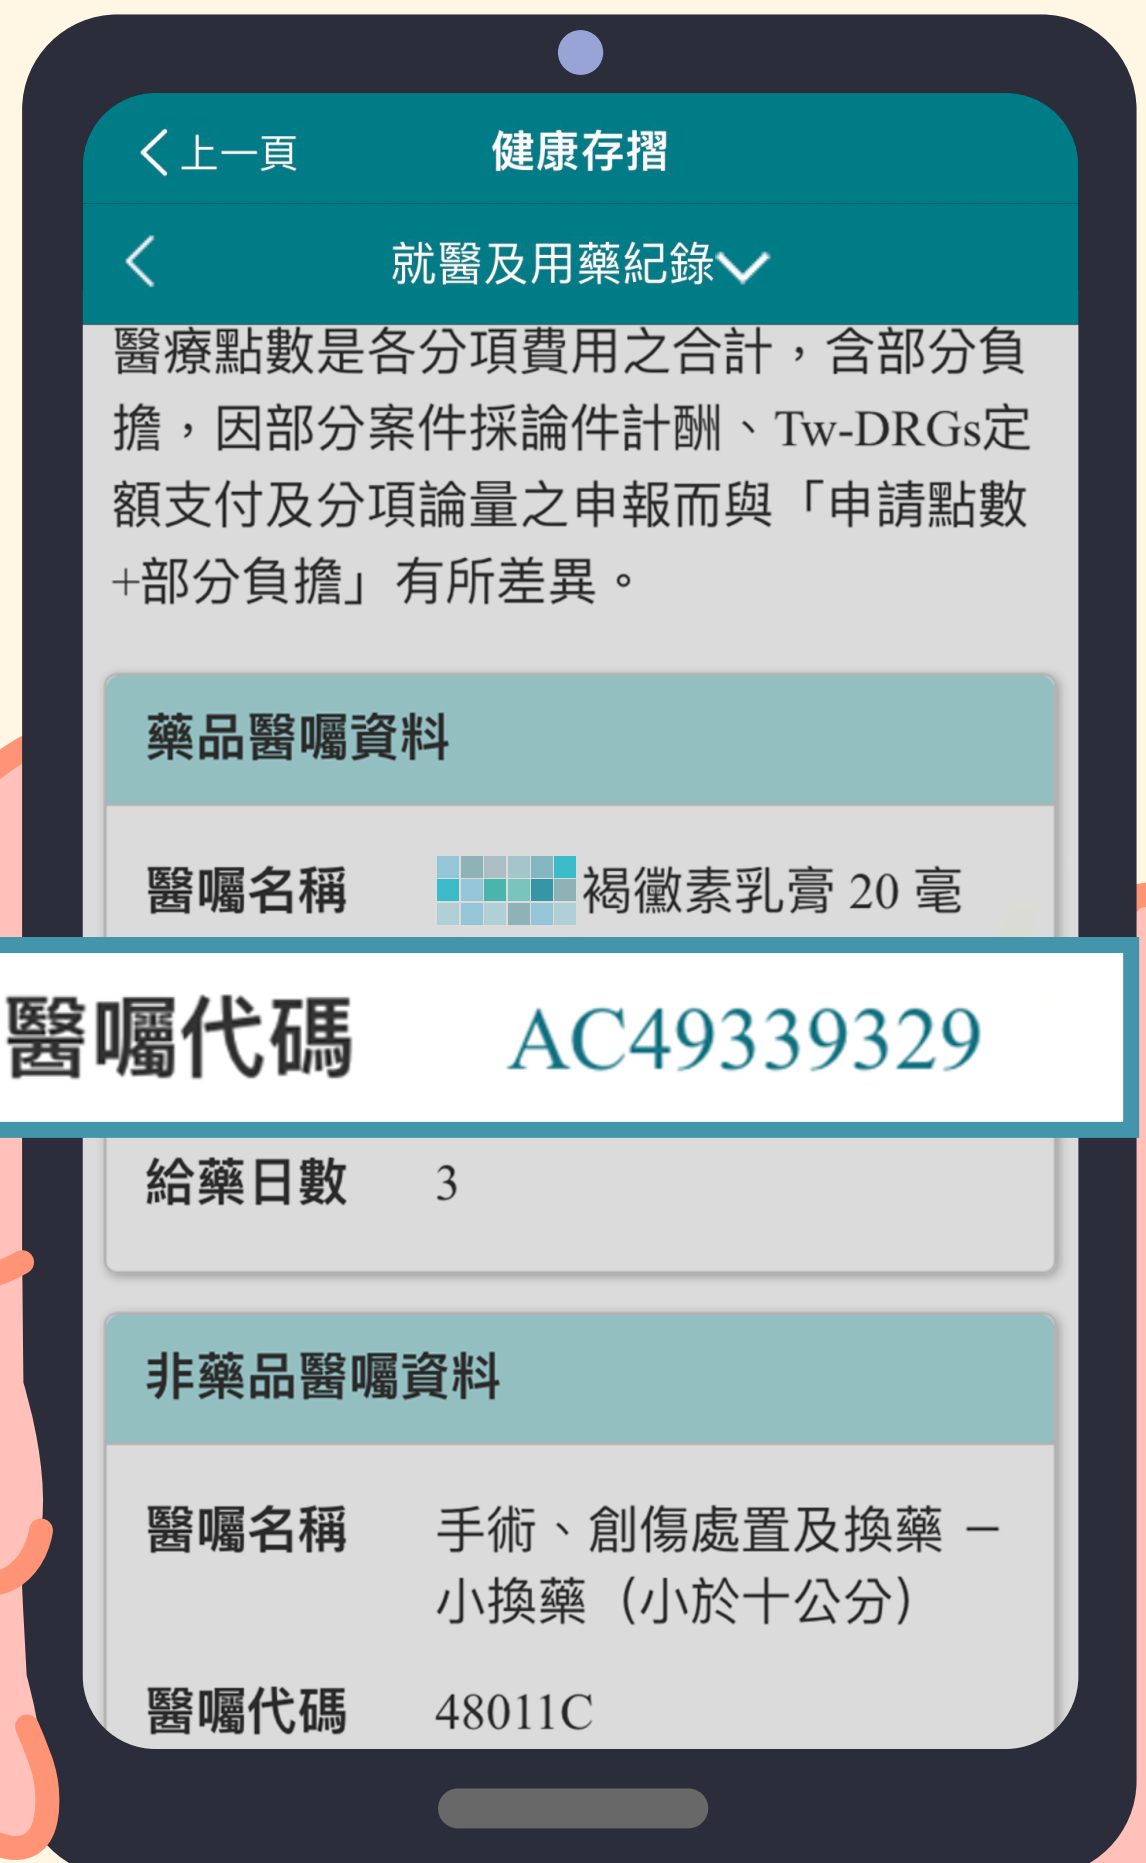 上一頁
健康存摺
就醫及用藥紀錄
醫療點數是各分項費用之合計，含部分負
擔，因部分案件採論件計酬、Tw-DRGs定
額支付及分項論量之申報而與「申請點數
+部分負擔」有所差異。
藥品醫囑資料
醫囑名稱 褐黴素乳膏 20 毫
醫囑代碼 AC49339329
給藥日數 3
非藥品醫囑資料
醫囑名稱 手術、創傷處置及換藥 －
小換藥（小於十公分）
醫囑代碼 48011C